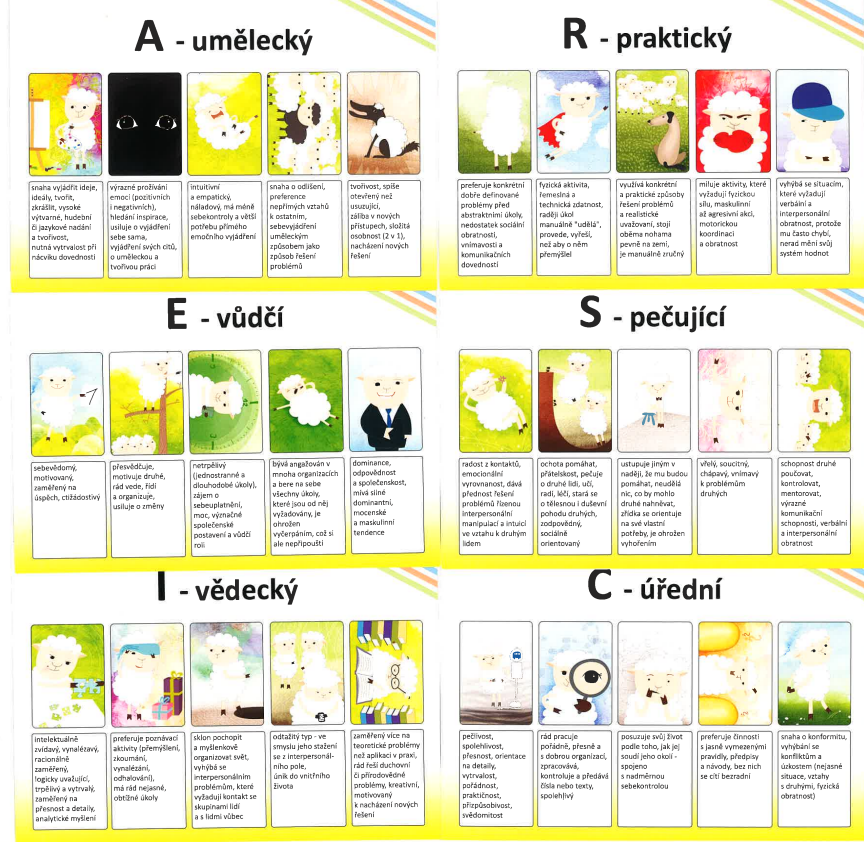 A - umělecký
snaha vyjádřit ideje,
ideály, tvořit,
zkrášlit, vysoké
výtvarné, hudební
či jazykové nadání
a tvořivost,
nutná vytrvalost při
nácviku dovedností
výrazné prožívání
emocí (pozitivních
i negativních),
hledání inspirace,
usiluje o vyjádření
sebe sama,
vyjádření svých citů,
o uměleckou a
tvořivou práci
intuitivní
a empatický,
náladový, má méně
sebekontroly a větší
potřebu přímého
emočního vyjádření
snaha o odlišení,
preference
nepřímých vztahů
k ostatním,
sebevyjádření
uměleckým
způsobem jako
způsob řešení
problémů
tvořivost, spíše
otevřený než
usuzující,
záliba v nových
přístupech, složitá
osobnost (2 v 1),
nacházení nových
řešení
R - praktický
preferuje konkrétní
dobře definované
problémy před
abstraktními úkoly,
nedostatek sociální
obratnosti,
vnímavosti a
komunikačních
dovedností
fyzická aktivita,
řemeslná a
technická zdatnost,
raději úkol
manuálně "udělá",
provede, vyřeší,
než aby o něm
přemýšlel
využívá konkrétní
a praktické způsoby
řešení problémů
a realistické
uvažovaní, stojí
oběma nohama
pevně na zemi,
je manuálně zručný
miluje aktivity, které
vyžadují fyzickou
sílu, maskulinní
až agresivní akci,
motorickou
koordinaci
a obratnost
vyhýbá se situacím,
které vyžadují
verbální a
interpersonální
obratnost, protože
mu často chybí,
nerad mění svůj
systém hodnot
E - vůdčí
sebevědomý,
motivovaný,
zaměřený na
úspěch, ctižádostivý
přesvědčuje,
motivuje druhé,
rád vede, řídí
a organizuje,
usiluje o změny
netrpělivý
(jednostranné a
dlouhodobé úkoly),
zájem o
sebeuplatnění,
moc, význačné
společenské
postavení a vůdčí
roli
bývá angažován v
mnoha organizacích
a bere na sebe
všechny úkoly,
které jsou od něj
vyžadovány, je
ohrožen
vyčerpáním, což si
ale nepřipouští
dominance,
odpovědnost
a společenskost,
mívá silné
dominantní,
mocenské
a maskulinní
tendence
S - pečující
radost z kontaktů,
emocionální
vyrovnanost, dává
přednost řešení
problémů řízenou
interpersonální
manipulací a intuicí
ve vztahu k druhým
lidem
ochota pomáhat,
přátelskost, pečuje
o druhé lidi, učí,
radí, léčí, stará se
o tělesnou i duševní
pohodu druhých,
zodpovědný,
sociálně
orientovaný
ustupuje jiným v
naději, že mu budou
pomáhat, neudělá
nic, co by mohlo
druhé nahněvat,
zřídka se orientuje
na své vlastní
potřeby, je ohrožen
vyhořením
vřelý, soucitný,
chápavý, vnímavý
k problémům
druhých
schopnost druhé
poučovat,
kontrolovat,
mentorovat,
výrazné
komunikační
schopnosti, verbální
a interpersonální
obratnost
I - vědecký
intelektuálně
zvídavý, vynalézavý,
racionálně
zaměřený,
logicky uvažující,
trpělivý a vytrvalý,
zaměřený na
přesnost a detaily,
analytické myšlení
preferuje poznávací
aktivity (přemýšlení,
zkoumání,
vynalézání,
odhalování),
má rád nejasné,
obtížné úkoly
sklon pochopit
a myšlenkově
organizovat svět,
vyhýbá se
interpersonálním
problémům, které
vyžadují kontakt se
skupinami lidí
a s lidmi vůbec
odtažitý typ - ve
smyslu jeho stažení
se z interpersonál-
ního pole,
únik do vnitřního
života
zaměřený více na
teoretické problémy
než aplikaci v praxi,
rád řeší duchovní
či přírodovědné
problémy, kreativní,
motivovaný
k nacházení nových
řešení
C - úřední
pečlivost,
spolehlivost,
přesnost, orientace
na detaily,
vytrvalost,
pořádnost,
praktičnost,
přizpůsobivost,
svědomitost
rád pracuje
pořádně, přesně a
s dobrou organizací,
zpracovává,
kontroluje a předává
čísla nebo texty,
spolehlivý
posuzuje svůj život
podle toho, jak jej
soudí jeho okolí -
spojeno
s nadměrnou
sebekontrolou
preferuje činnosti
s jasně vymezenými
pravidly, předpisy
a návody, bez nich
se cítí bezradní
snaha o konformitu,
vyhýbání se
konfliktům a
úzkostem (nejasné
situace, vztahy
s druhými, fyzická
obratnost)